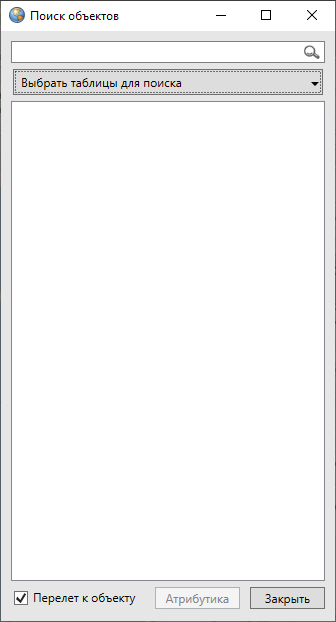 Поиск объектов
Выбрать таблицы для поиска
Перелет к объекту
Атрибутика
Закрыть